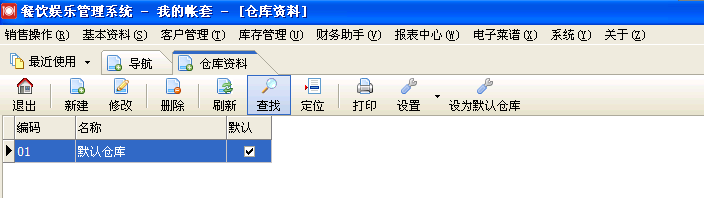 餐饮娱乐管理系统 - 我的帐套 - [仓库资料]
销售操作(R) 基本资料(S) 客户管理(T) 库存管理(U) 财务助手(V) 报表中心(W) 电子菜谱(X) 系统(Y) 关于(Z)
最近使用 导航 仓库资料
退出 新建 修改 删除 刷新 查找 定位 打印 设置 设为默认仓库
编码 名称 默认
01 默认仓库